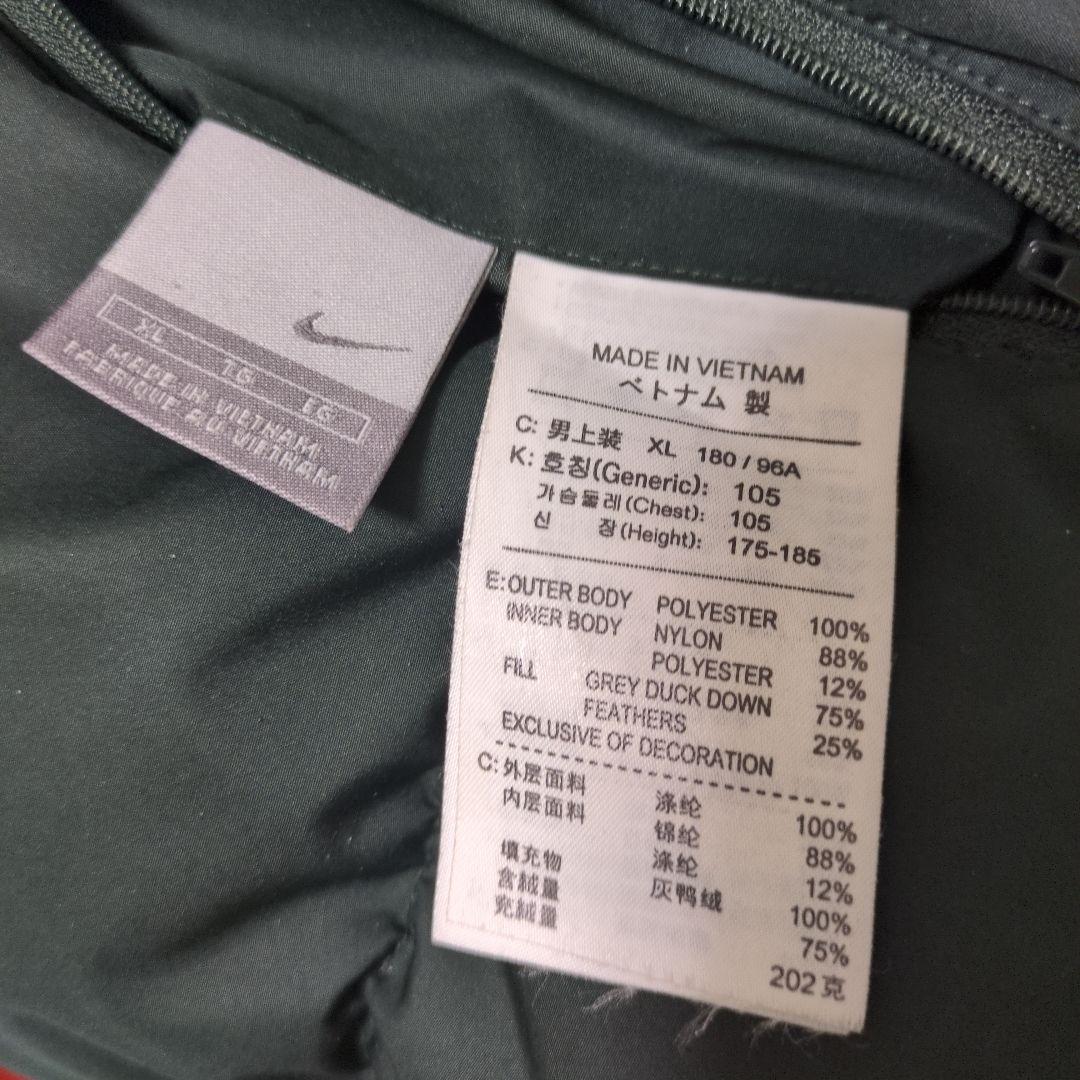 XL TG EG
MADE IN VIETNAM
FABRIQUE AU VIETNAM
MADE IN VIETNAM
ベトナム 製
C: 男上装 XL 180 / 96A
K: 호칭(Generic): 105
가슴둘레(Chest): 105
신 장(Height): 175-185
E: OUTER BODY POLYESTER 100%
INNER BODY NYLON 88%
POLYESTER 12%
FILL GREY DUCK DOWN 75%
FEATHERS 25%
EXCLUSIVE OF DECORATION
C: 外层面料 涤纶 100%
内层面料 锦纶 88%
涤纶 12%
填充物 灰鸭绒 100%
含絨量 75%
充絨量 202克